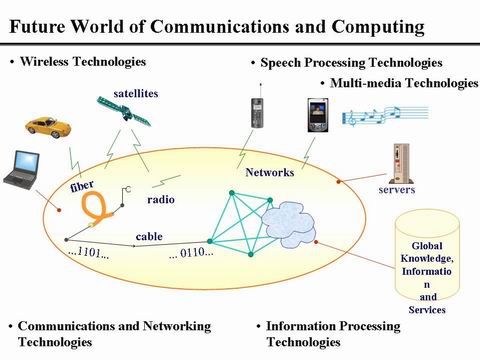 Future World of Communications and Computing
• Wireless Technologies
• Speech Processing Technologies
• Multi-media Technologies
satellites
Networks
fiber
C
radio
servers
cable
...1101...
... 0110...
Global
Knowledge,
Informatio
n
and
Services
• Communications and Networking
Technologies
• Information Processing
Technologies